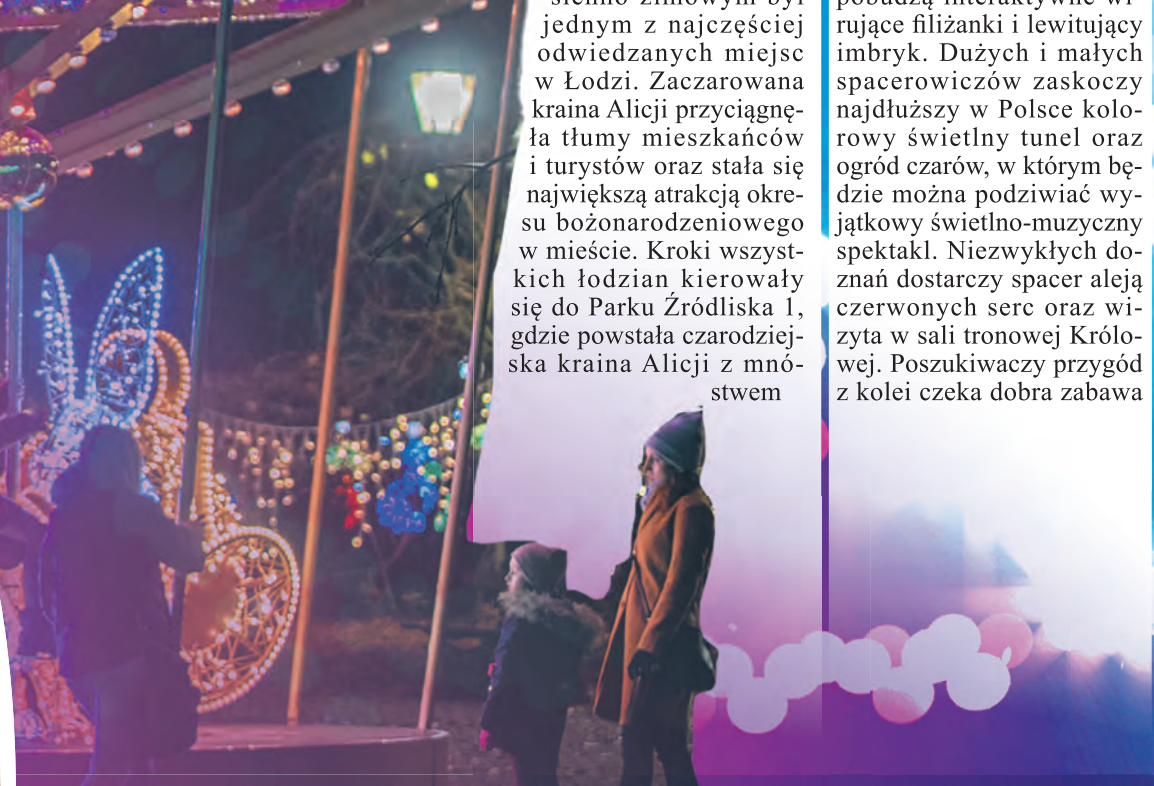 jednym z najczęściej
odwiedzanych miejsc
w Łodzi. Zaczarowana
kraina Alicji przyciągnę-
ła tłumy mieszkańców
i turystów oraz stała się
największą atrakcją okre-
su bożonarodzeniowego
w mieście. Kroki wszyst-
kich łodzian kierowały
się do Parku Źródliska 1,
gdzie powstała czarodziej-
ska kraina Alicji z mnó-
stwem
rujące filiżanki i lewitujący
imbryk. Dużych i małych
spacerowiczów zaskoczy
najdłuższy w Polsce kolo-
rowy świetlny tunel oraz
ogród czarów, w którym bę-
dzie można podziwiać wy-
jątkowy świetlno-muzyczny
spektakl. Niezwykłych do-
znań dostarczy spacer aleją
czerwonych serc oraz wi-
zyta w sali tronowej Królo-
wej. Poszukiwaczy przygód
z kolei czeka dobra zabawa